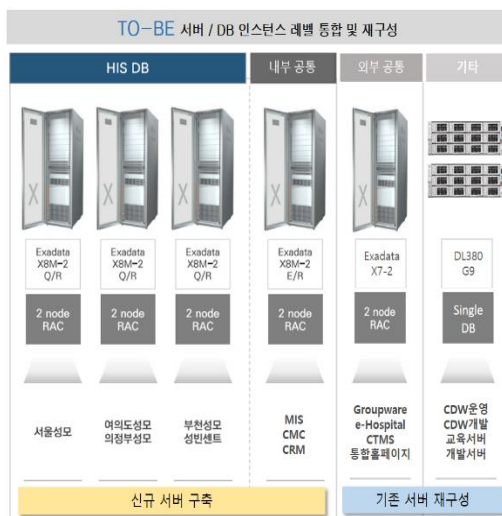 TO-BE 서버 / DB 인스턴스 레벨 통합 및 재구성
HIS DB
내부 공통
외부 공통
기타
Exadata
X8M-2
Q/R
Exadata
X8M-2
Q/R
Exadata
X8M-2
Q/R
Exadata
X8M-2
E/R
Exadata
X7-2
DL380
G9
2 node
RAC
2 node
RAC
2 node
RAC
2 node
RAC
2 node
RAC
Single
DB
서울성모
여의도성모
의정부성모
부천성모
성빈센트
MIS
CMC
CRM
Groupware
e-Hospital
CTMS
통합홈페이지
CDW운영
CDW개발
교육서버
개발서버
신규 서버 구축
기존 서버 재구성